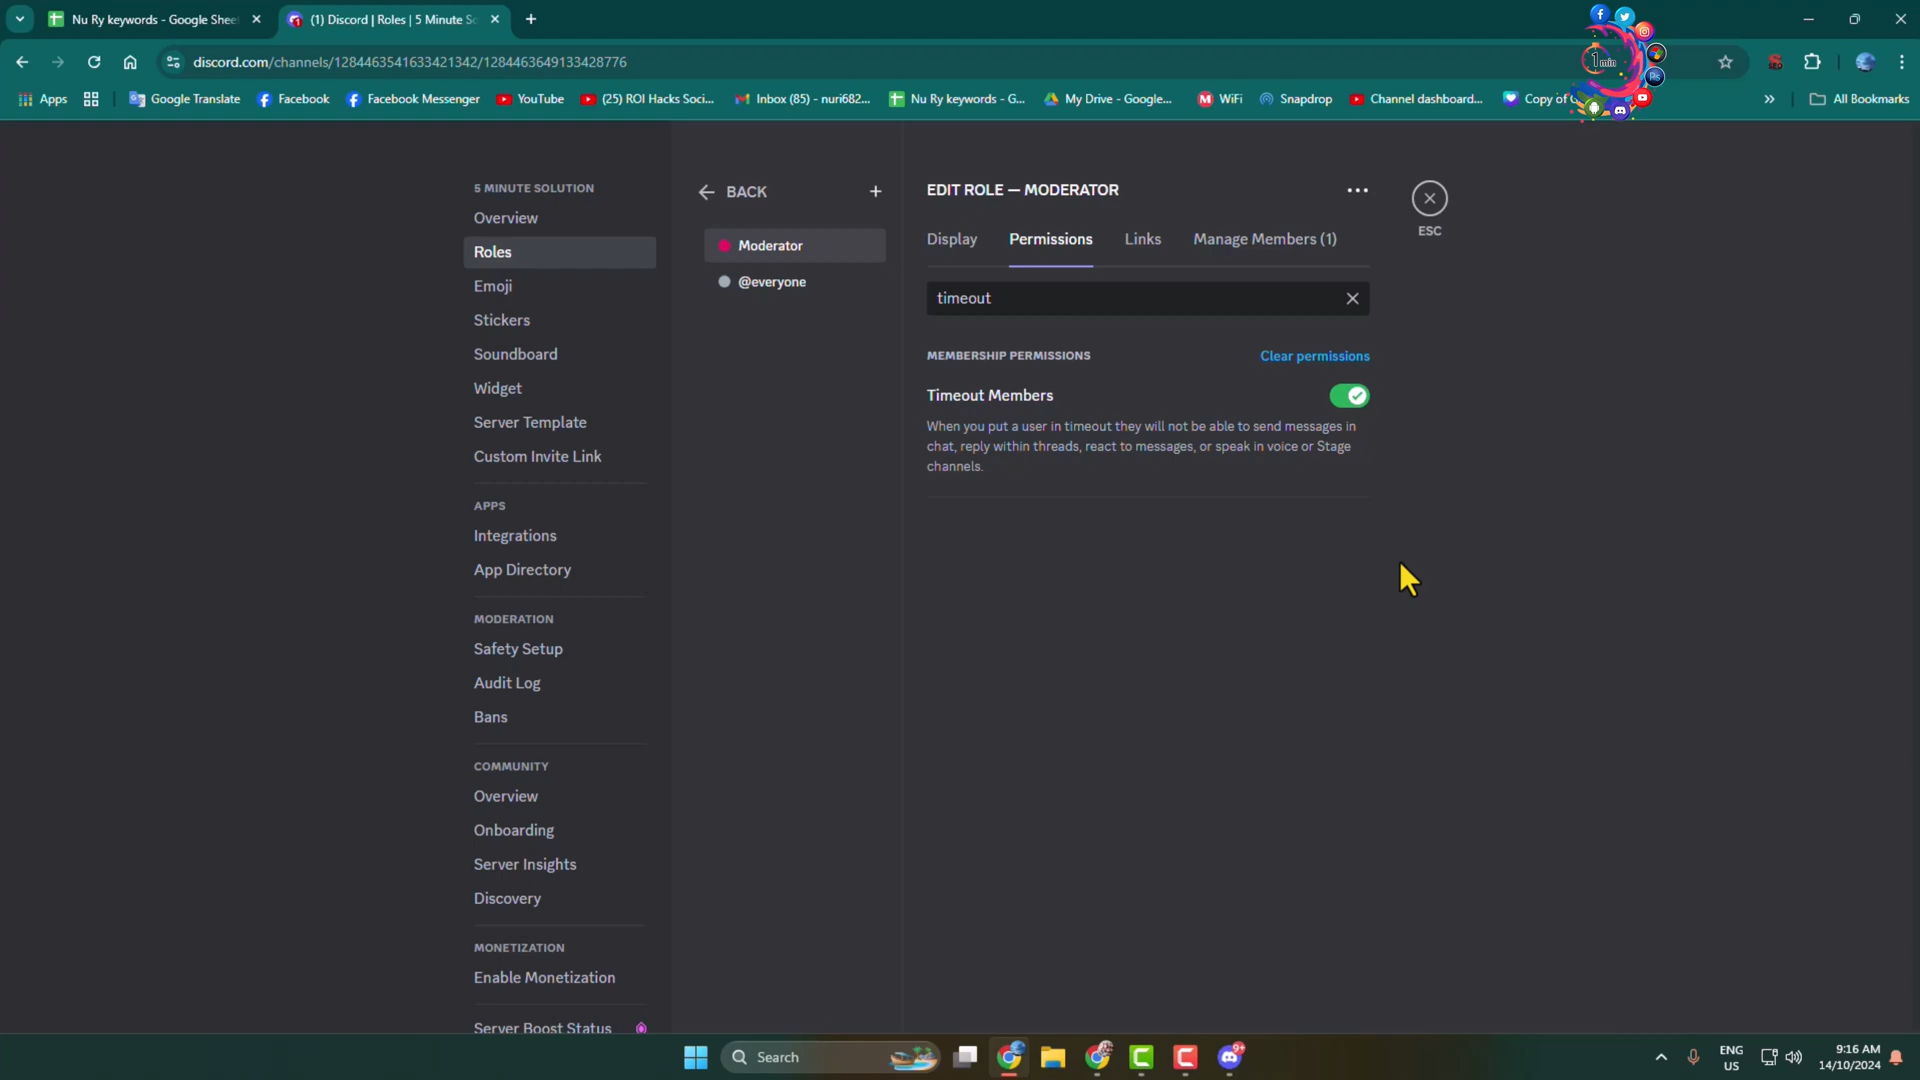 Nu Ry keywords - Google Shee
(1) Discord | Roles | 5 Minute So
discord.com/channels/1284463541633421342/1284463649133428776
1 min
Ps
SEO
Apps
Google Translate
Facebook
Facebook Messenger
YouTube
(25) ROI Hacks Soci...
Inbox (85) - nuri682...
Nu Ry keywords - G...
My Drive - Google...
WiFi
Snapdrop
Channel dashboard...
Copy of
All Bookmarks
5 MINUTE SOLUTION
Overview
Roles
Emoji
Stickers
Soundboard
Widget
Server Template
Custom Invite Link
APPS
Integrations
App Directory
MODERATION
Safety Setup
Audit Log
Bans
COMMUNITY
Overview
Onboarding
Server Insights
Discovery
MONETIZATION
Enable Monetization
Server Boost Status
BACK
Moderator
@everyone
EDIT ROLE — MODERATOR
ESC
Display
Permissions
Links
Manage Members (1)
timeout
MEMBERSHIP PERMISSIONS
Clear permissions
Timeout Members
When you put a user in timeout they will not be able to send messages in
chat, reply within threads, react to messages, or speak in voice or Stage
channels.
Search
9+
ENG
US
9:16 AM
14/10/2024